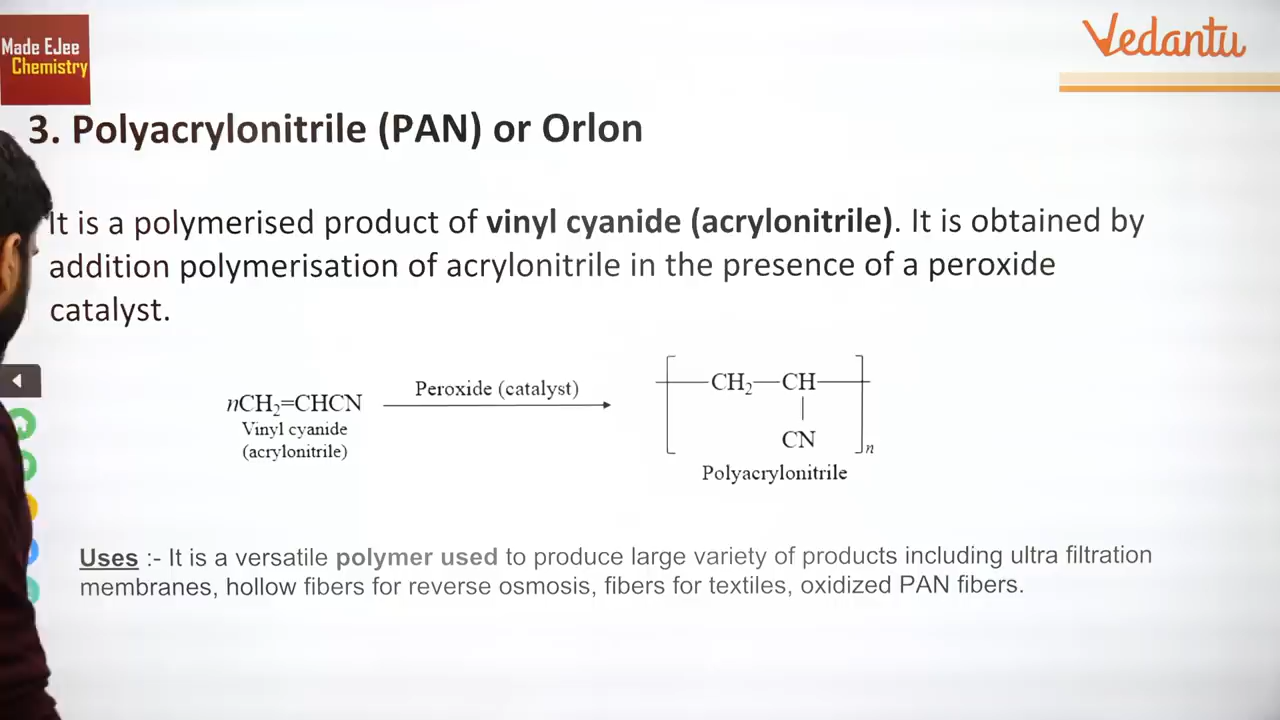 Made EJee
Chemistry
Vedantu
3. Polyacrylonitrile (PAN) or Orlon
It is a polymerised product of vinyl cyanide (acrylonitrile). It is obtained by
addition polymerisation of acrylonitrile in the presence of a peroxide
catalyst.
nCH₂=CHCN
Vinyl cyanide
(acrylonitrile)
Peroxide (catalyst)
CH₂—CH
CN
n
Polyacrylonitrile
Uses :- It is a versatile polymer used to produce large variety of products including ultra filtration
membranes, hollow fibers for reverse osmosis, fibers for textiles, oxidized PAN fibers.